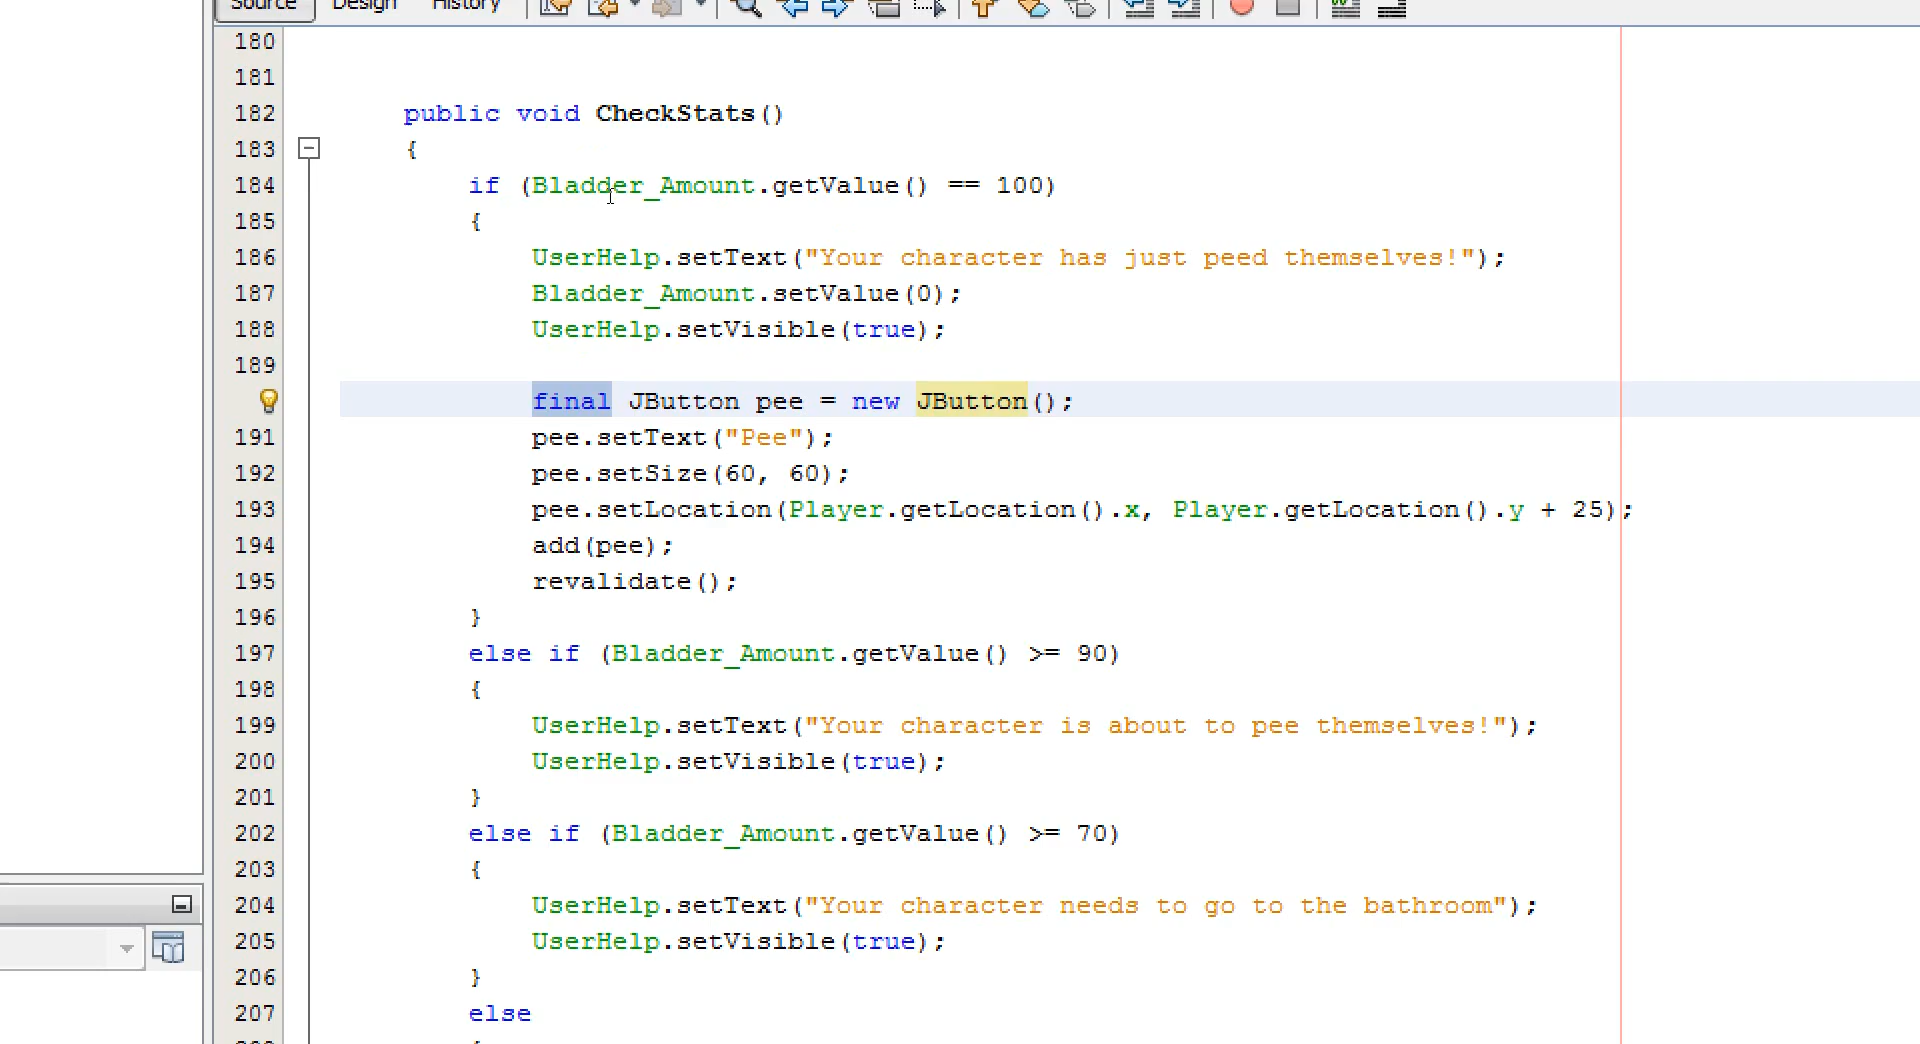 Source Design History
180
181
182 public void CheckStats()
183 {
184 if (Bladder_Amount.getValue() == 100)
185 {
186 UserHelp.setText("Your character has just peed themselves!");
187 Bladder_Amount.setValue(0);
188 UserHelp.setVisible(true);
189
final JButton pee = new JButton();
191 pee.setText("Pee");
192 pee.setSize(60, 60);
193 pee.setLocation(Player.getLocation().x, Player.getLocation().y + 25);
194 add(pee);
195 revalidate();
196 }
197 else if (Bladder_Amount.getValue() >= 90)
198 {
199 UserHelp.setText("Your character is about to pee themselves!");
200 UserHelp.setVisible(true);
201 }
202 else if (Bladder_Amount.getValue() >= 70)
203 {
204 UserHelp.setText("Your character needs to go to the bathroom");
205 UserHelp.setVisible(true);
206 }
207 else